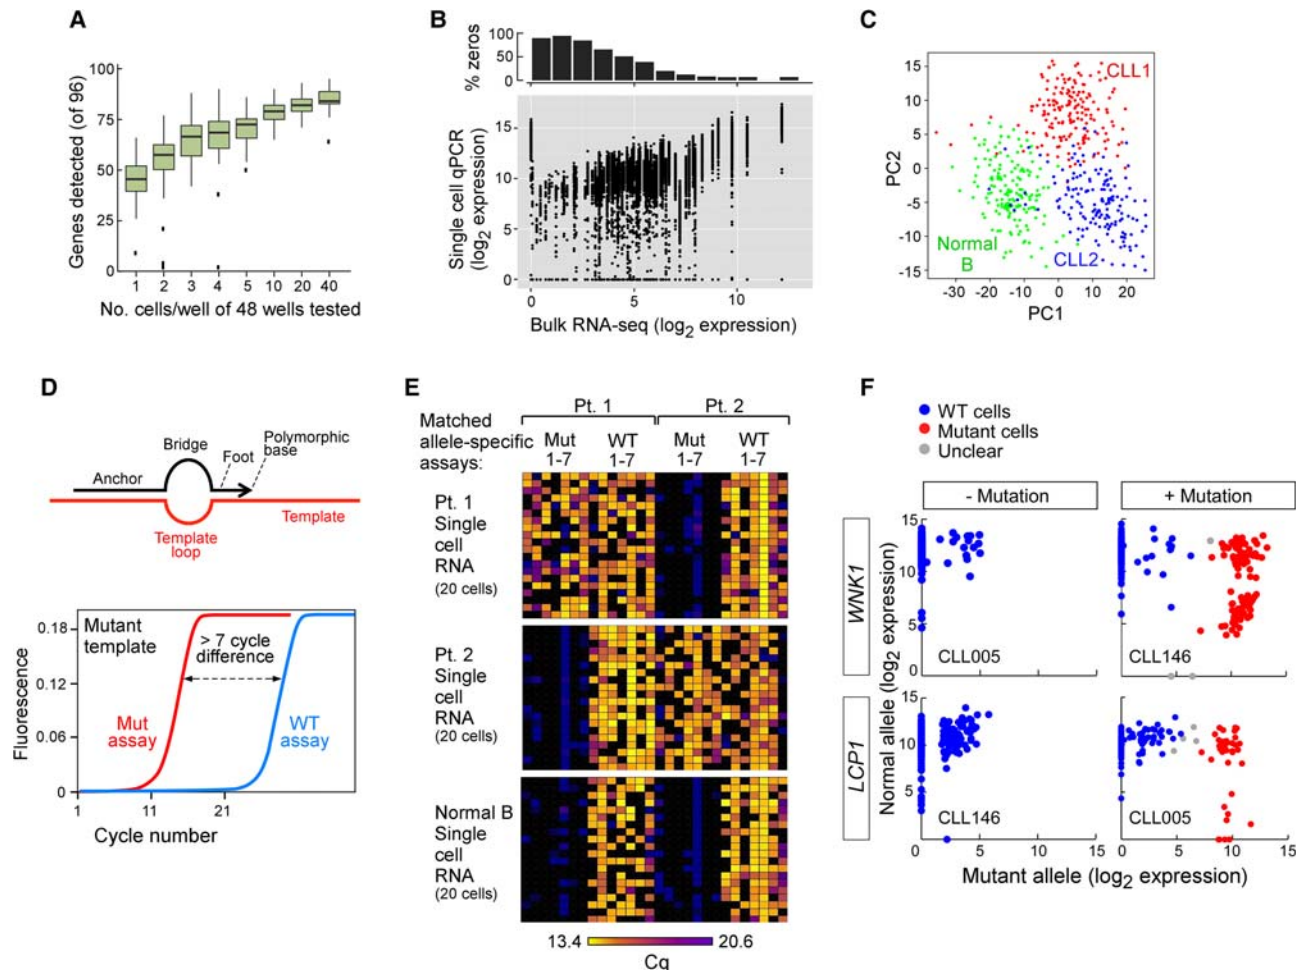 A
Genes detected (of 96)
100
75
50
25
0
1 2 3 4 5 10 20 40
No. cells/well of 48 wells tested
B
% zeros
100
50
0
Single cell qPCR
(log2 expression)
15
10
5
0
0 5 10
Bulk RNA-seq (log2 expression)
C
PC2
15
10
5
0
-5
-10
-15
CLL1
Normal
B
CLL2
-30 -20 -10 0 10 20
PC1
D
Anchor
Bridge
Foot
Polymorphic
base
Template
Template
loop
Fluorescence
0.18
0.12
0.06
0
Mutant
template
> 7 cycle
difference
Mut
assay
WT
assay
1 11 21
Cycle number
E
Pt. 1 Pt. 2
Matched
allele-specific
assays:
Mut WT Mut WT
1-7 1-7 1-7 1-7
Pt. 1
Single
cell
RNA
(20 cells)
Pt. 2
Single
cell
RNA
(20 cells)
Normal B
Single
cell
RNA
(20 cells)
13.4 20.6
Cq
F
WT cells
Mutant cells
Unclear
- Mutation + Mutation
WNK1
LCP1
Normal allele (log2 expression)
15
10
5
0
CLL005
15
10
5
0
CLL146
15
10
5
CLL146
15
10
5
0
CLL005
0 5 10 15
0 5 10 15
Mutant allele (log2 expression)